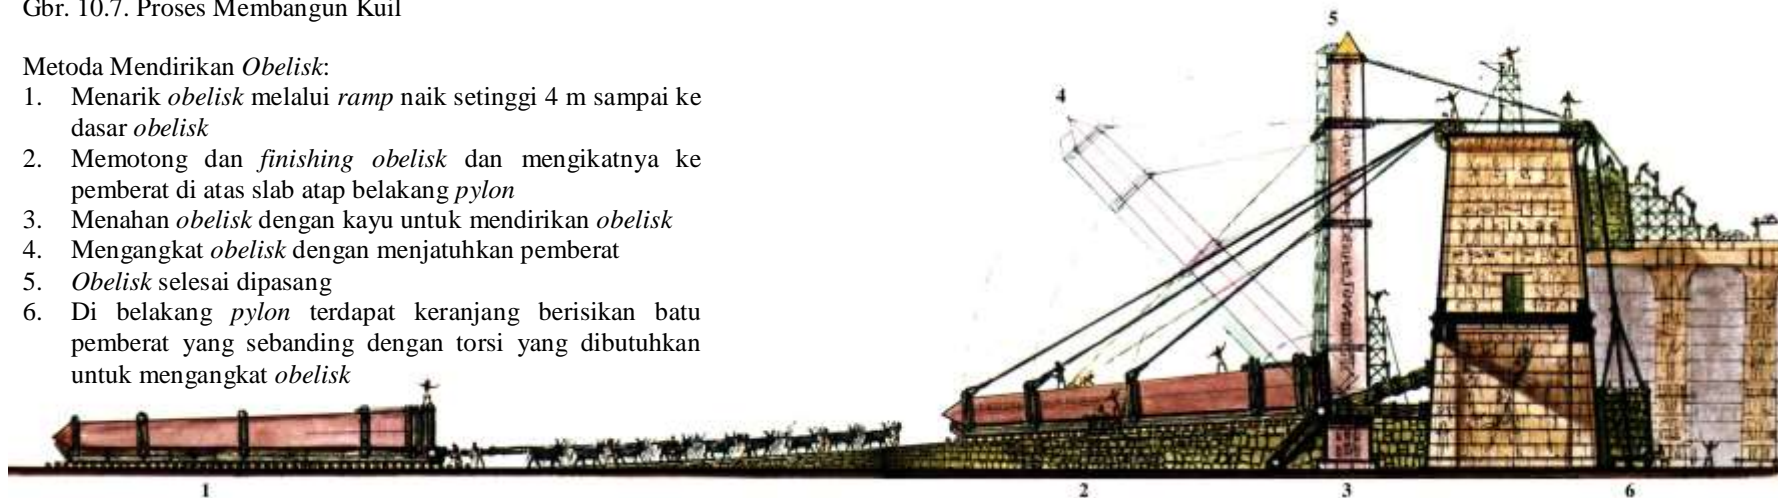 Gbr. 10.7. Proses Membangun Kuil
Metoda Mendirikan Obelisk:
1. Menarik obelisk melalui ramp naik setinggi 4 m sampai ke
dasar obelisk
2. Memotong dan finishing obelisk dan mengikatnya ke
pemberat di atas slab atap belakang pylon
3. Menahan obelisk dengan kayu untuk mendirikan obelisk
4. Mengangkat obelisk dengan menjatuhkan pemberat
5. Obelisk selesai dipasang
6. Di belakang pylon terdapat keranjang berisikan batu
pemberat yang sebanding dengan torsi yang dibutuhkan
untuk mengangkat obelisk
5
4
1
2
3
6